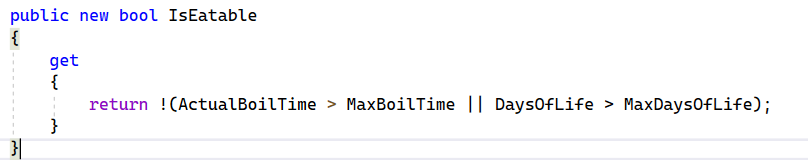 public new bool IsEatable
{
get
{
return !(ActualBoilTime > MaxBoilTime || DaysOfLife > MaxDaysOfLife);
}
}